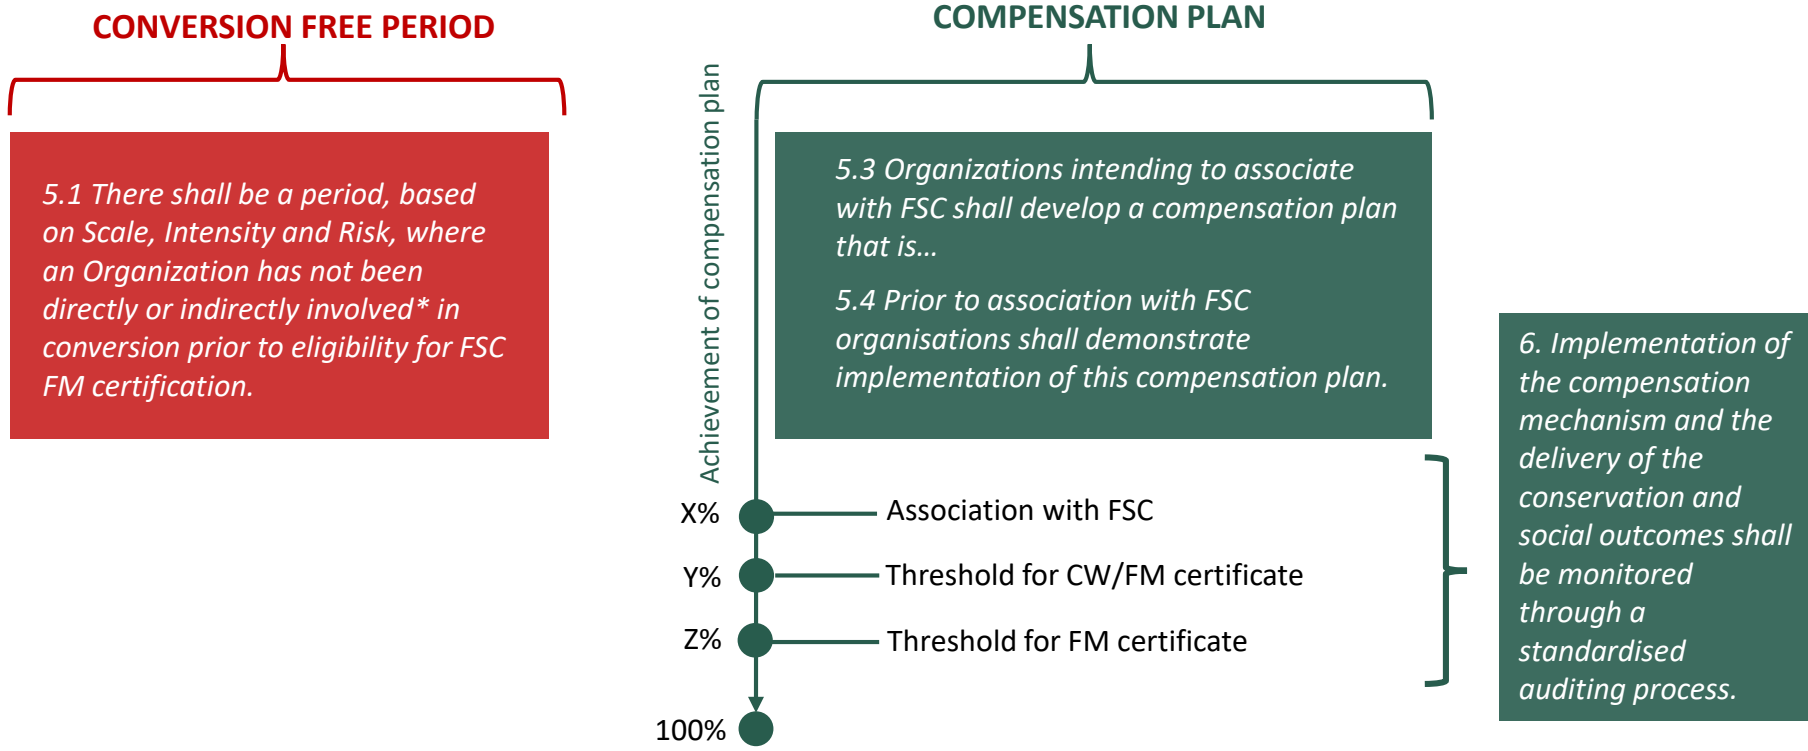 CONVERSION FREE PERIOD
5.1 There shall be a period, based
on Scale, Intensity and Risk, where
an Organization has not been
directly or indirectly involved* in
conversion prior to eligibility for FSC
FM certification.
COMPENSATION PLAN
Achievement of compensation plan
5.3 Organizations intending to associate
with FSC shall develop a compensation plan
that is…
5.4 Prior to association with FSC
organisations shall demonstrate
implementation of this compensation plan.
X%
Association with FSC
Y%
Threshold for CW/FM certificate
Z%
Threshold for FM certificate
100%
6. Implementation of
the compensation
mechanism and the
delivery of the
conservation and
social outcomes shall
be monitored
through a
standardised
auditing process.